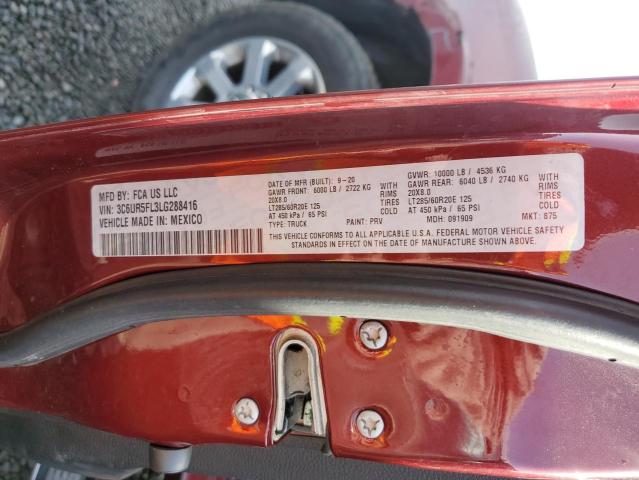 MFD BY: FCA US LLC
VIN: 3C6UR5FL3LG288416
VEHICLE MADE IN: MEXICO
DATE OF MFR (BUILT): 9-20
GAWR FRONT: 6000 LB / 2722 KG
20X8.0 RIMS
LT285/60R20E 125 TIRES
AT 450 kPa / 65 PSI COLD
TYPE: TRUCK PAINT: PRV
GVWR: 10000 LB / 4536 KG
GAWR REAR: 6040 LB / 2740 KG
20X8.0 RIMS
LT285/60R20E 125 TIRES
AT 450 kPa / 65 PSI COLD
MDH: 091909 MKT: 875
THIS VEHICLE CONFORMS TO ALL APPLICABLE U.S.A. FEDERAL MOTOR VEHICLE SAFETY
STANDARDS IN EFFECT ON THE DATE OF MANUFACTURE SHOWN ABOVE.